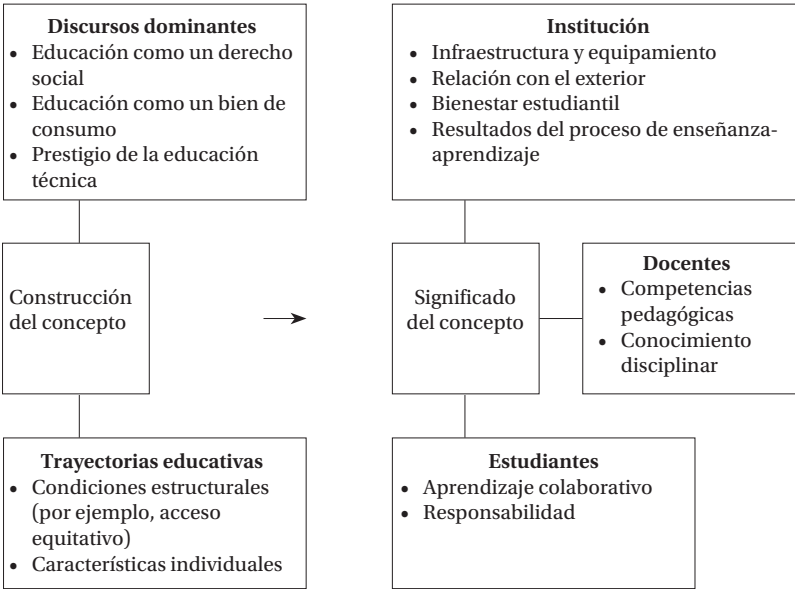 Discursos dominantes
• Educación como un derecho
social
• Educación como un bien de
consumo
• Prestigio de la educación
técnica
Institución
• Infraestructura y equipamiento
• Relación con el exterior
• Bienestar estudiantil
• Resultados del proceso de enseñanza-
aprendizaje
Construcción
del concepto
Significado
del concepto
Docentes
• Competencias
pedagógicas
• Conocimiento
disciplinar
Trayectorias educativas
• Condiciones estructurales
(por ejemplo, acceso
equitativo)
• Características individuales
Estudiantes
• Aprendizaje colaborativo
• Responsabilidad